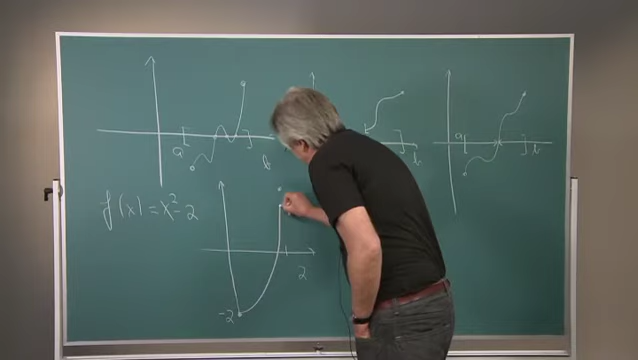 a b
b
a b
f(x) = x² - 2
2
-2